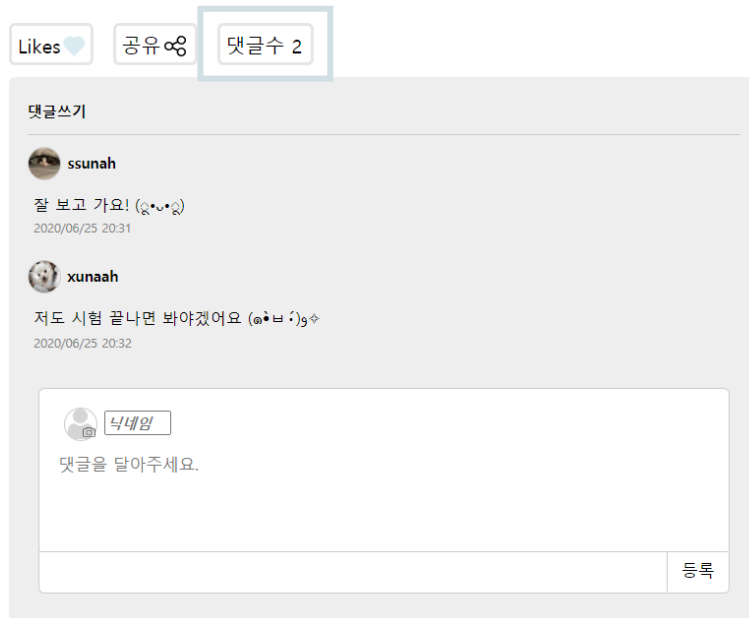 Likes 공유 댓글수 2
댓글쓰기
ssunah
잘 보고 가요! (ृ•ᴗ•ृ)
2020/06/25 20:31
xunaah
저도 시험 끝나면 봐야겠어요 (๑•̀ㅂ•́)و✧
2020/06/25 20:32
닉네임
댓글을 달아주세요.
등록